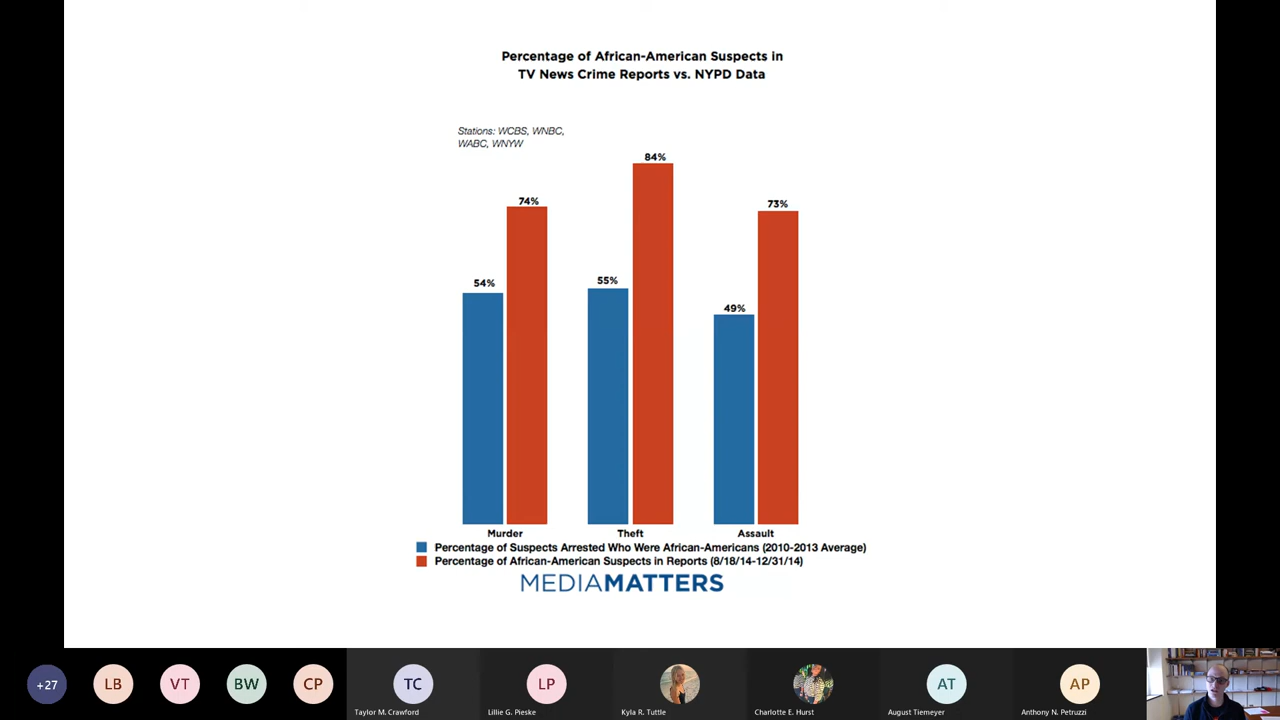 Percentage of African-American Suspects in
TV News Crime Reports vs. NYPD Data
Stations: WCBS, WNBC,
WABC, WNYW
84%
74%
73%
54%
55%
49%
Murder
Theft
Assault
Percentage of Suspects Arrested Who Were African-Americans (2010-2013 Average)
Percentage of African-American Suspects in Reports (8/18/14-12/31/14)
MEDIAMATTERS
+27
LB
VT
BW
CP
TC
LP
AT
AP
Taylor M. Crawford
Lillie G. Pieske
Kyla R. Tuttle
Charlotte E. Hurst
August Tiemeyer
Anthony N. Petruzzi